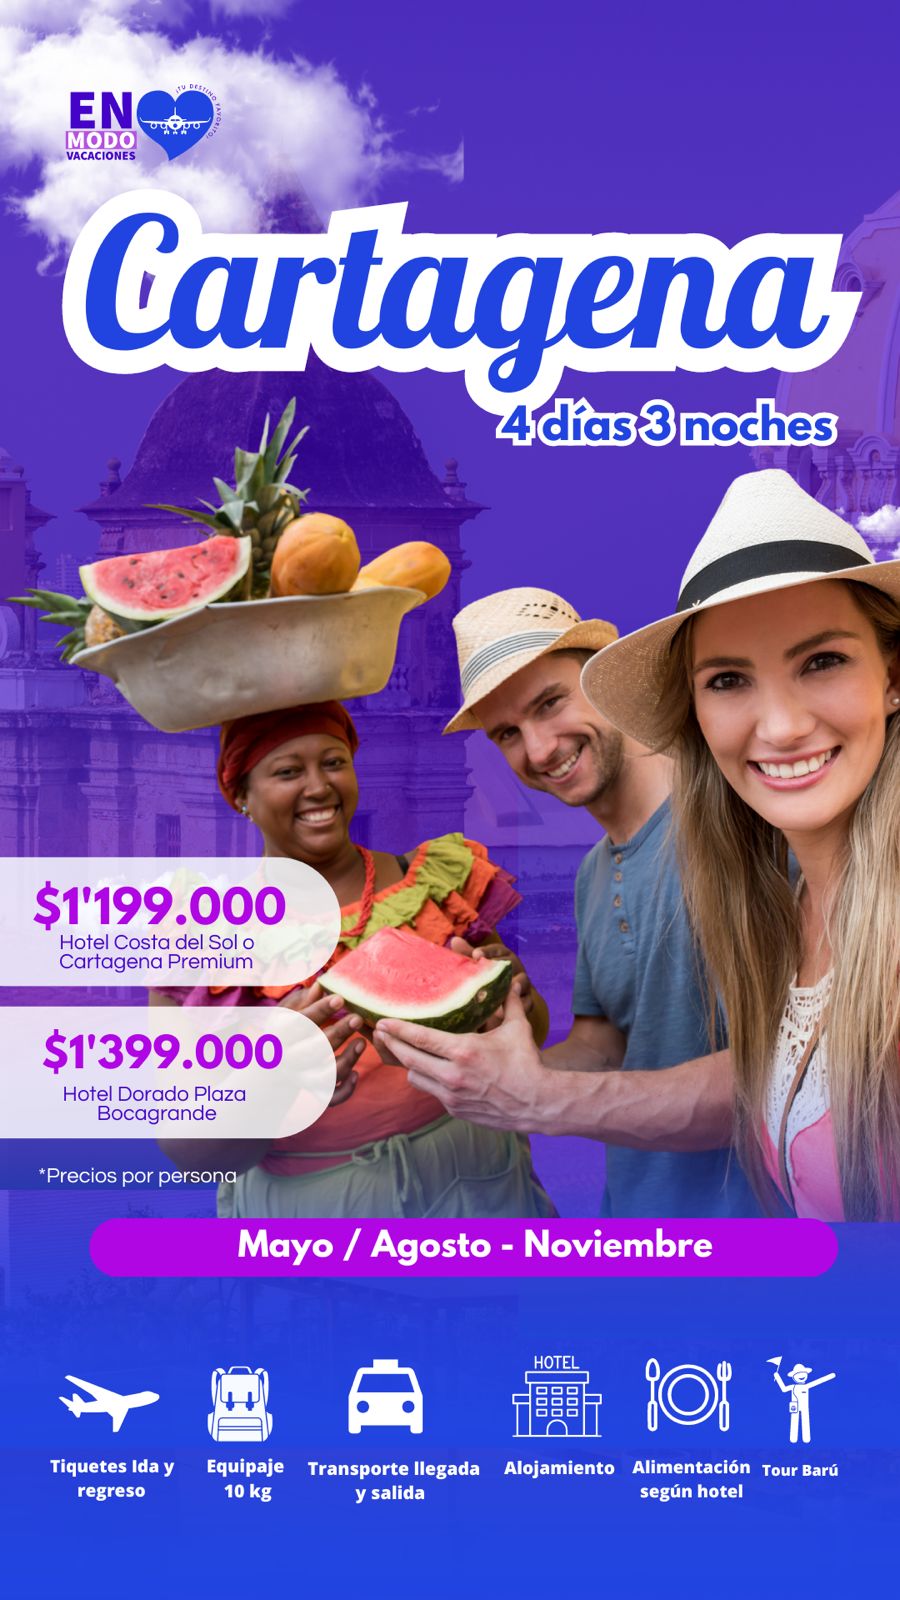 EN
MODO
VACACIONES
¡TU DESTINO FAVORITO!
Cartagena
4 días 3 noches
$1'199.000
Hotel Costa del Sol o
Cartagena Premium
$1'399.000
Hotel Dorado Plaza
Bocagrande
*Precios por persona
Mayo / Agosto - Noviembre
HOTEL
Tiquetes Ida y
regreso
Equipaje
10 kg
Transporte llegada
y salida
Alojamiento
Alimentación
según hotel
Tour Barú